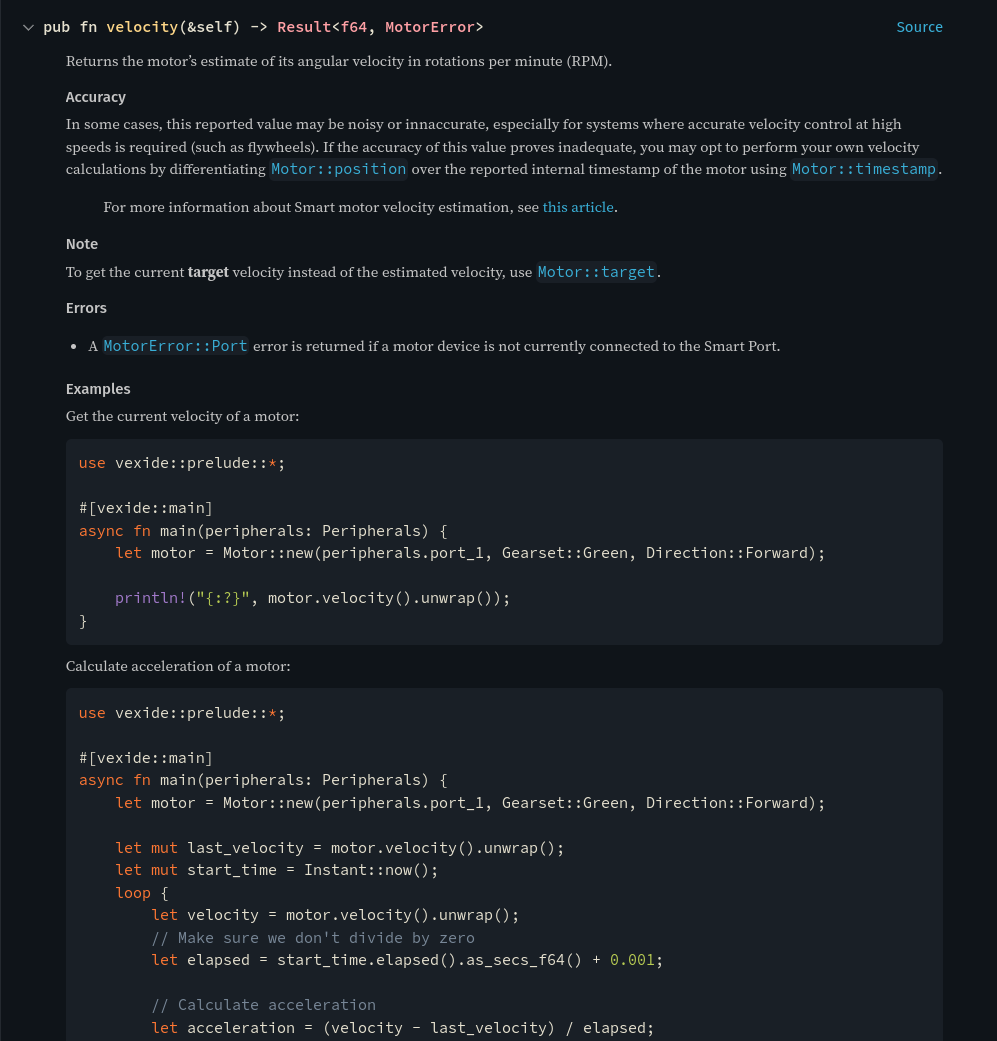 pub fn velocity(&self) -> Result<f64, MotorError>
Source
Returns the motor’s estimate of its angular velocity in rotations per minute (RPM).
Accuracy
In some cases, this reported value may be noisy or innaccurate, especially for systems where accurate velocity control at high
speeds is required (such as flywheels). If the accuracy of this value proves inadequate, you may opt to perform your own velocity
calculations by differentiating Motor::position over the reported internal timestamp of the motor using Motor::timestamp.
For more information about Smart motor velocity estimation, see this article.
Note
To get the current target velocity instead of the estimated velocity, use Motor::target.
Errors
• A MotorError::Port error is returned if a motor device is not currently connected to the Smart Port.
Examples
Get the current velocity of a motor:
use vexide::prelude::*;
#[vexide::main]
async fn main(peripherals: Peripherals) {
    let motor = Motor::new(peripherals.port_1, Gearset::Green, Direction::Forward);
    println!("{:?}", motor.velocity().unwrap());
}
Calculate acceleration of a motor:
use vexide::prelude::*;
#[vexide::main]
async fn main(peripherals: Peripherals) {
    let motor = Motor::new(peripherals.port_1, Gearset::Green, Direction::Forward);
    let mut last_velocity = motor.velocity().unwrap();
    let mut start_time = Instant::now();
    loop {
        let velocity = motor.velocity().unwrap();
        // Make sure we don't divide by zero
        let elapsed = start_time.elapsed().as_secs_f64() + 0.001;
        // Calculate acceleration
        let acceleration = (velocity - last_velocity) / elapsed;